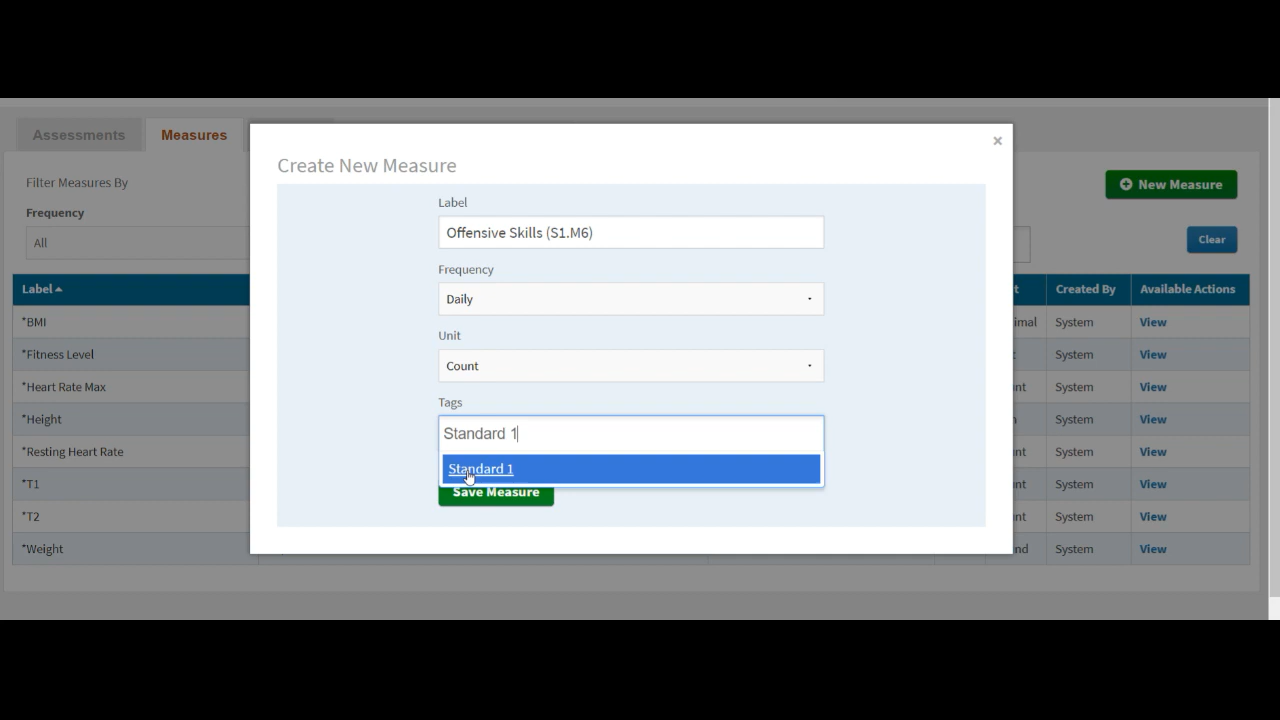 Assessments Measures
×
Create New Measure
Filter Measures By
New Measure
Label
Frequency
Offensive Skills (S1.M6)
All
Clear
Frequency
Label
Created By Available Actions
Daily
*BMI
System View
Unit
*Fitness Level
System View
Count
*Heart Rate Max
System View
Tags
*Height
System View
Standard 1
*Resting Heart Rate
System View
Standard 1
*T1
System View
Save Measure
*T2
System View
*Weight
System View